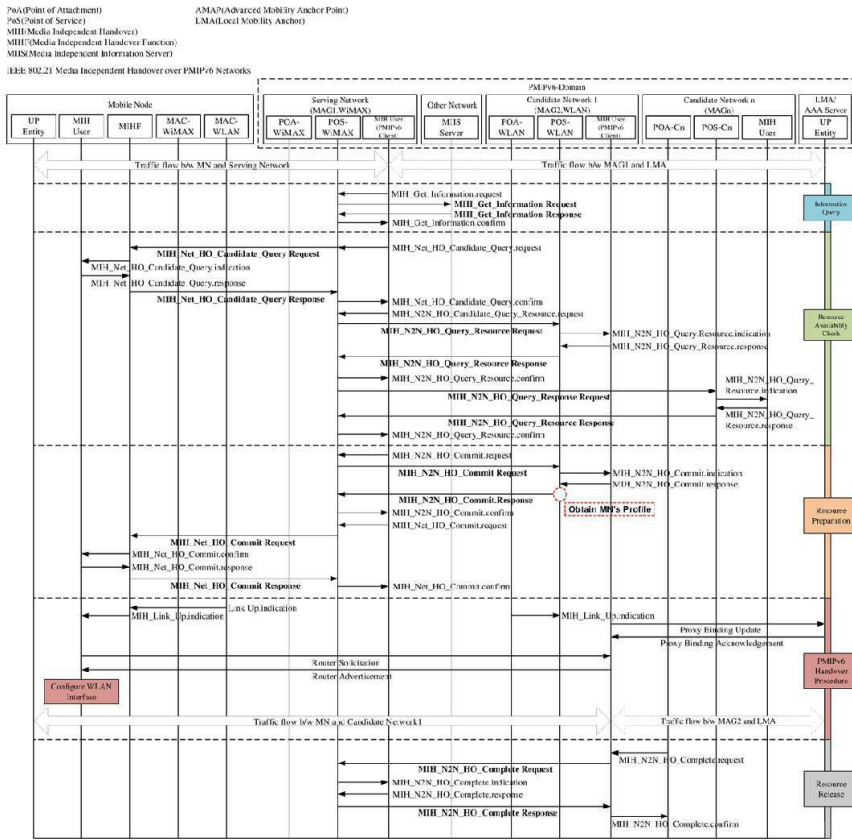 PoA(Point of Attachment) AMAP(Advanced Mobility Anchor Point)
PoS(Point of Service) LMA(Local Mobility Anchor)
MIH(Media Independent Handover)
MIHF(Media Independent Handover Function)
MIIS(Media Independent Information Server)
IEEE 802.21 Media Independent Handover over PMIPv6 Networks
PMIPv6-Domain
Mobile Node
Serving Network
(MAG1,WiMAX)
Other Network
Candidate Network 1
(MAG2,WLAN)
Candidate Network n
(MAGn)
LMA/
AAA Server
UP
Entity
MIH
User
MIHF
MAC-
WiMAX
MAC-
WLAN
POA-
WiMAX
POS-
WiMAX
MIH User
(PMIPv6
Client)
MIIS
Server
POA-
WLAN
POS-
WLAN
MIH User
(PMIPv6
Client)
POA-Cn
POS-Cn
MIH
User
UP
Entity
Traffic flow b/w MN and Serving Network
Traffic flow b/w MAG1 and LMA
MIH_Get_Information.request
MIH_Get_Information Request
MIH_Get_Information Response
MIH_Get_Information.confirm
Information
Query
MIH_Net_HO_Candidate_Query.request
MIH_Net_HO_Candidate_Query Request
MIH_Net_HO_Candidate_Query.indication
MIH_Net_HO_Candidate_Query.response
MIH_Net_HO_Candidate_Query Response
MIH_Net_HO_Candidate_Query.confirm
MIH_N2N_HO_Candidate_Query_Resource.request
MIH_N2N_HO_Query_Resource Request
MIH_N2N_HO_Query.Resource.indication
MIH_N2N_HO_Query_Resource.response
MIH_N2N_HO_Query_Resource Response
MIH_N2N_HO_Query_Resource.confirm
MIH_N2N_HO_Query_Response Request
MIH_N2N_HO_Query_
Resource.indication
MIH_N2N_HO_Query_Resource Response
MIH_N2N_HO_Query_
Resource.response
MIH_N2N_HO_Query_Resource.confirm
Resource
Availability
Check
MIH_N2N_HO_Commit.request
MIH_N2N_HO_Commit Request
MIH_N2N_HO_Commit.indication
MIH_N2N_HO_Commit.response
MIH_N2N_HO_Commit.Response
Obtain MN's Profile
MIH_N2N_HO_Commit.confirm
MIH_Net_HO_Commit.request
MIH_Net_HO_Commit Request
MIH_Net_HO_Commit.confirm
MIH_Net_HO_Commit.response
MIH_Net_HO_Commit Response
MIH_Net_HO_Commit.confirm
Resource
Preparation
Link Up.indication
MIH_Link_Up.indication
MIH_Link_Up.indication
Proxy Binding Update
Proxy Binding Acknowledgement
Router Solicitation
Router Advertisement
Configure WLAN
Interface
PMIPv6
Handover
Procedure
Traffic flow b/w MN and Candidate Network1
Traffic flow b/w MAG2 and LMA
MIH_N2N_HO_Complete.request
MIH_N2N_HO_Complete Request
MIH_N2N_HO_Complete.indication
MIH_N2N_HO_Complete.response
MIH_N2N_HO_Complete Response
MIH_N2N_HO_Complete.confirm
Resource
Release